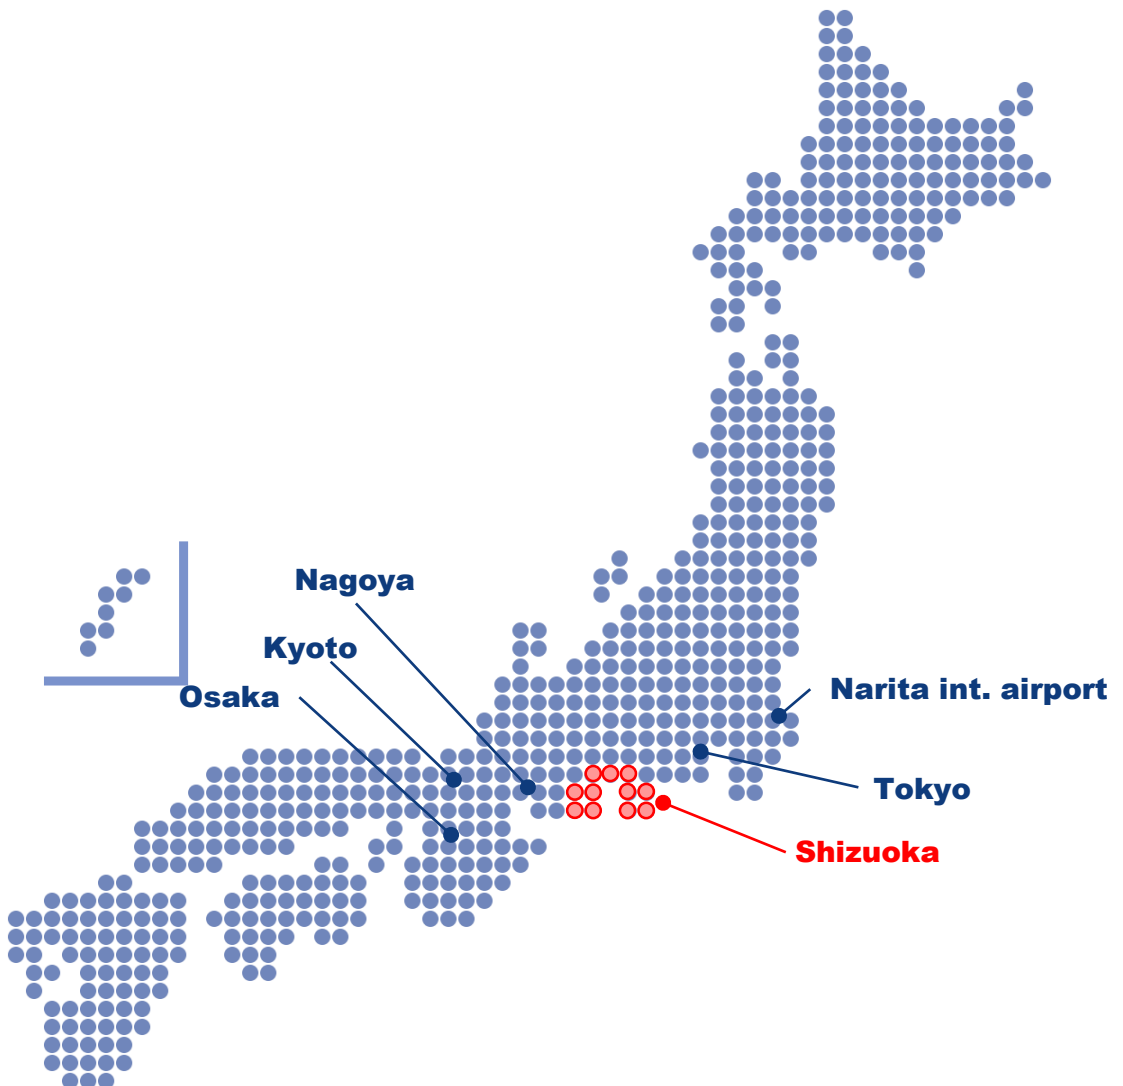 Nagoya
Kyoto
Osaka
Narita int. airport
Tokyo
Shizuoka